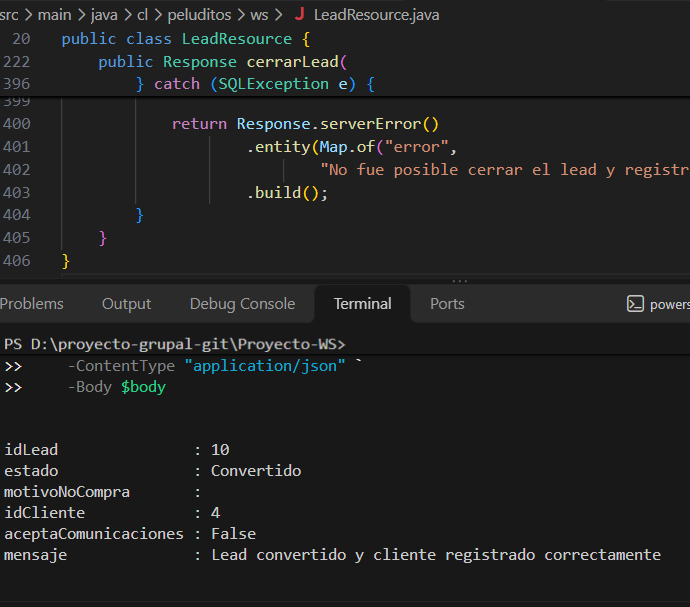 src > main > java > cl > peluditos > ws > J LeadResource.java
20 public class LeadResource {
222 public Response cerrarLead(
396 } catch (SQLException e) {
399
400 return Response.serverError()
401 .entity(Map.of("error",
402 "No fue posible cerrar el lead y registr
403 .build();
404 }
405 }
406 }
Problems Output Debug Console Terminal Ports powers
PS D:\proyecto-grupal-git\Proyecto-WS>
>> -ContentType "application/json" `
>> -Body $body
idLead : 10
estado : Convertido
motivoNoCompra :
idCliente : 4
aceptaComunicaciones : False
mensaje : Lead convertido y cliente registrado correctamente